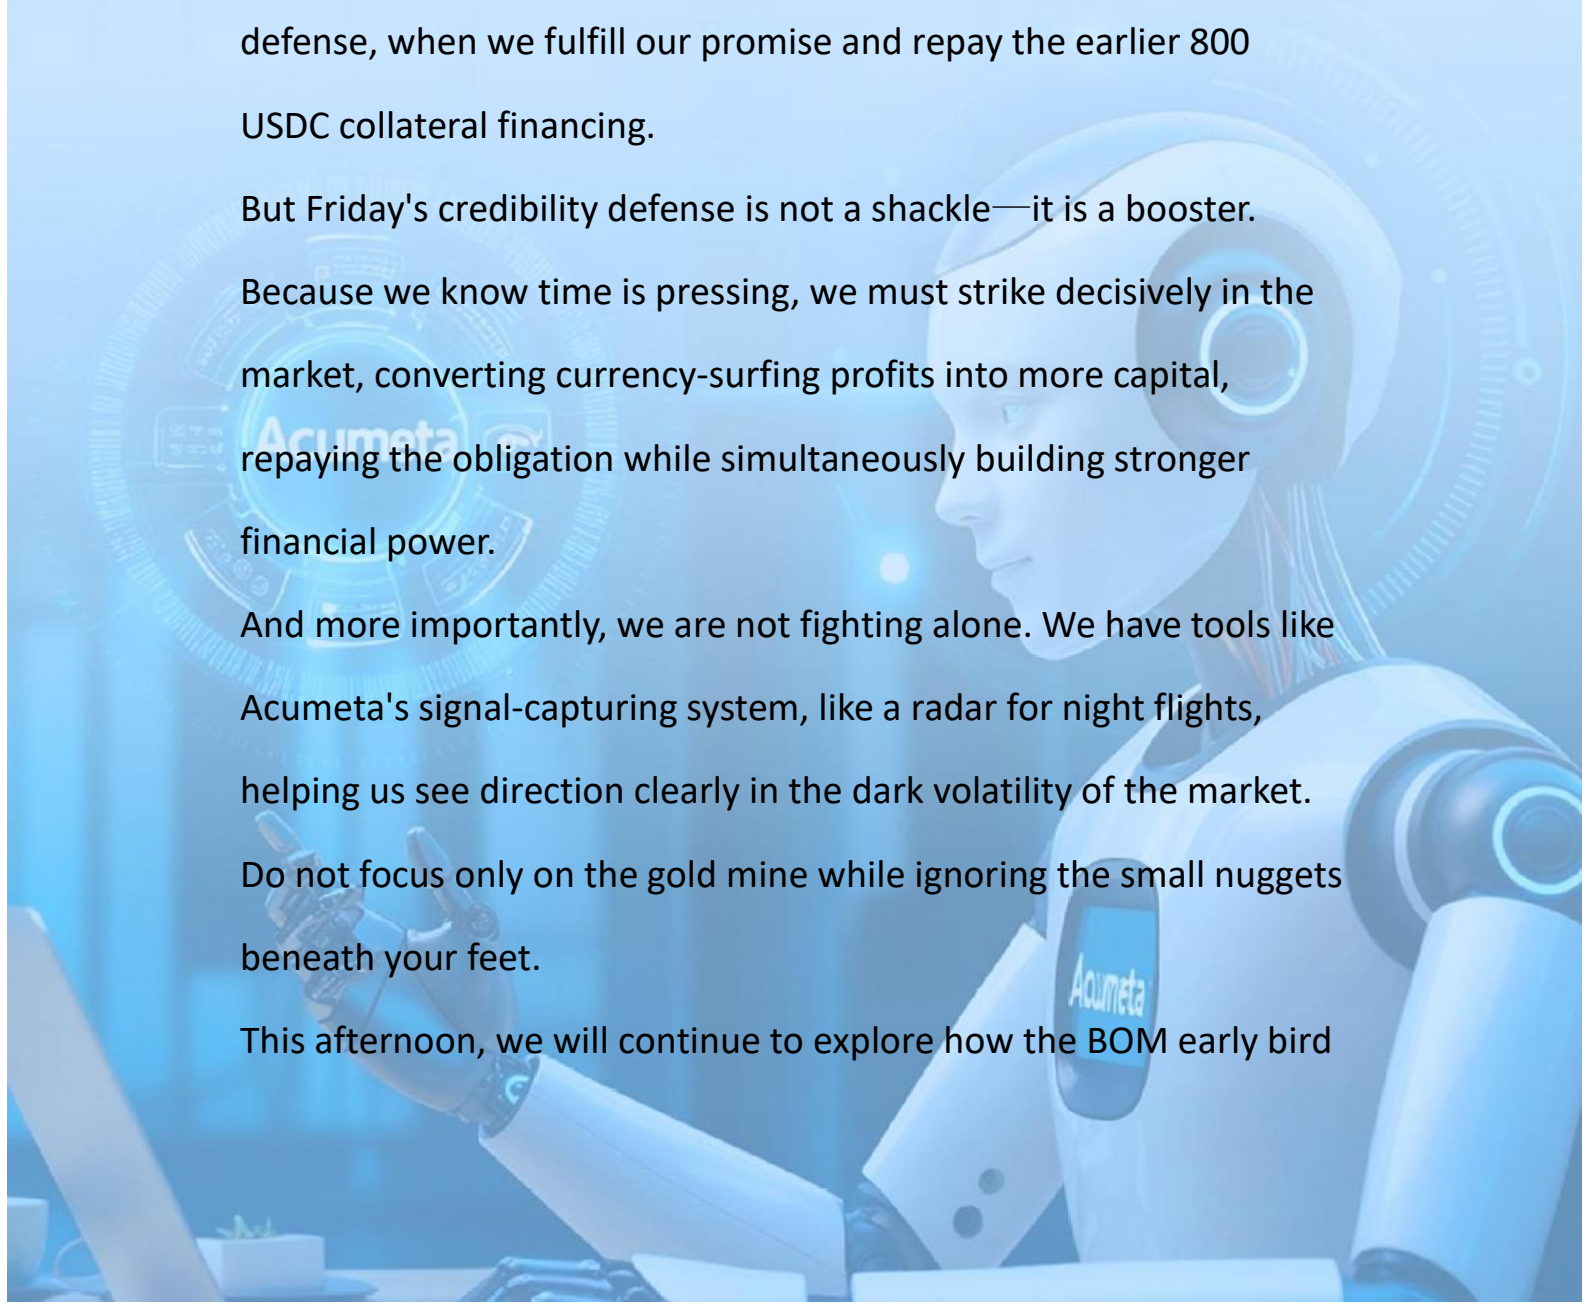 defense, when we fulfill our promise and repay the earlier 800
USDC collateral financing.
But Friday's credibility defense is not a shackle—it is a booster.
Because we know time is pressing, we must strike decisively in the
market, converting currency-surfing profits into more capital,
Acumeta
repaying the obligation while simultaneously building stronger
financial power.
And more importantly, we are not fighting alone. We have tools like
Acumeta's signal-capturing system, like a radar for night flights,
helping us see direction clearly in the dark volatility of the market.
Do not focus only on the gold mine while ignoring the small nuggets
beneath your feet.
Acumeta
This afternoon, we will continue to explore how the BOM early bird